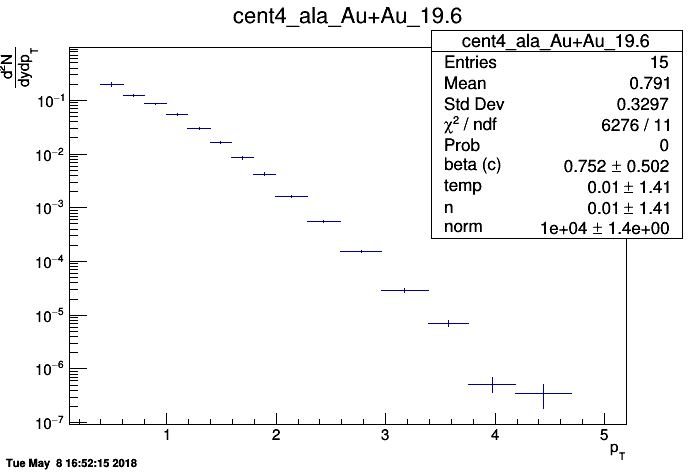 cent4_ala_Au+Au_19.6
cent4_ala_Au+Au_19.6
Entries 15
Mean 0.791
Std Dev 0.3297
χ² / ndf 6276 / 11
Prob 0
beta (c) 0.752 ± 0.502
temp 0.01 ± 1.41
n 0.01 ± 1.41
norm 1e+04 ± 1.4e+00
d²N
dydp_T
10⁻¹
10⁻²
10⁻³
10⁻⁴
10⁻⁵
10⁻⁶
10⁻⁷
1 2 3 4 5
p_T
Tue May 8 16:52:15 2018